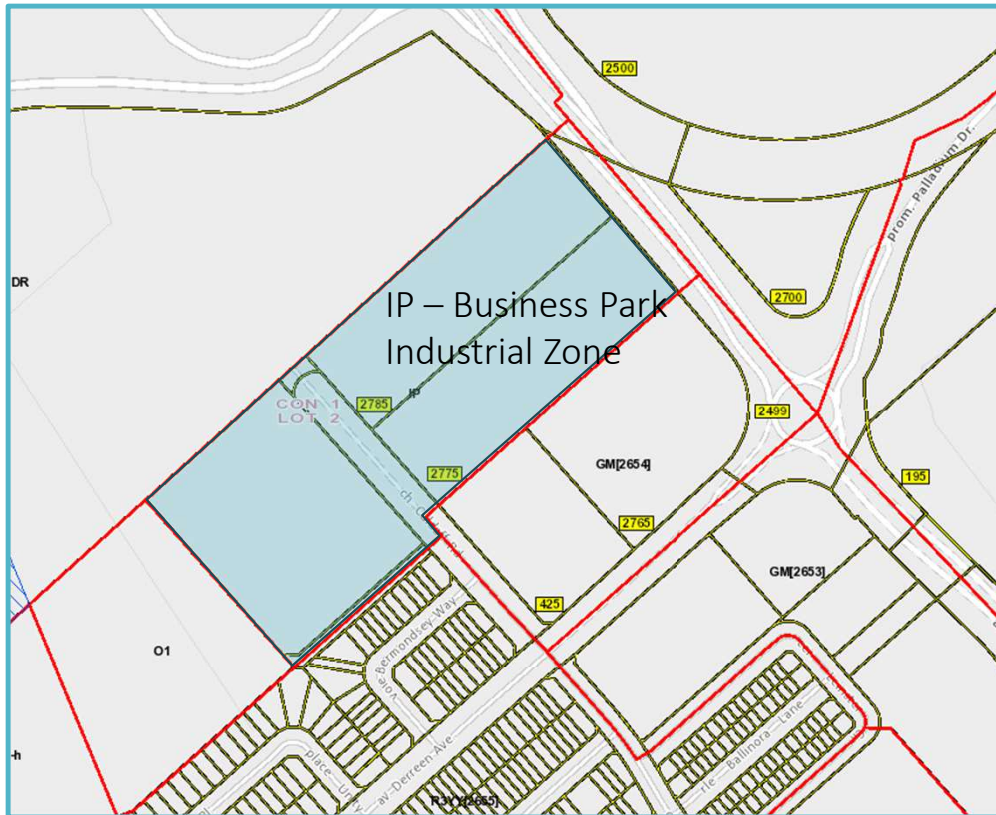 2500
prom. Palladium Dr.
DR
2700
IP – Business Park
Industrial Zone
IP
CON 1
LOT 2
2785
2499
GM[2654]
2775
195
2765
GM[2653]
425
voie Bermondsey Way
O1
-h
place Unity
av Derreen Ave
rle Ballinora Lane
R3YY[2655]